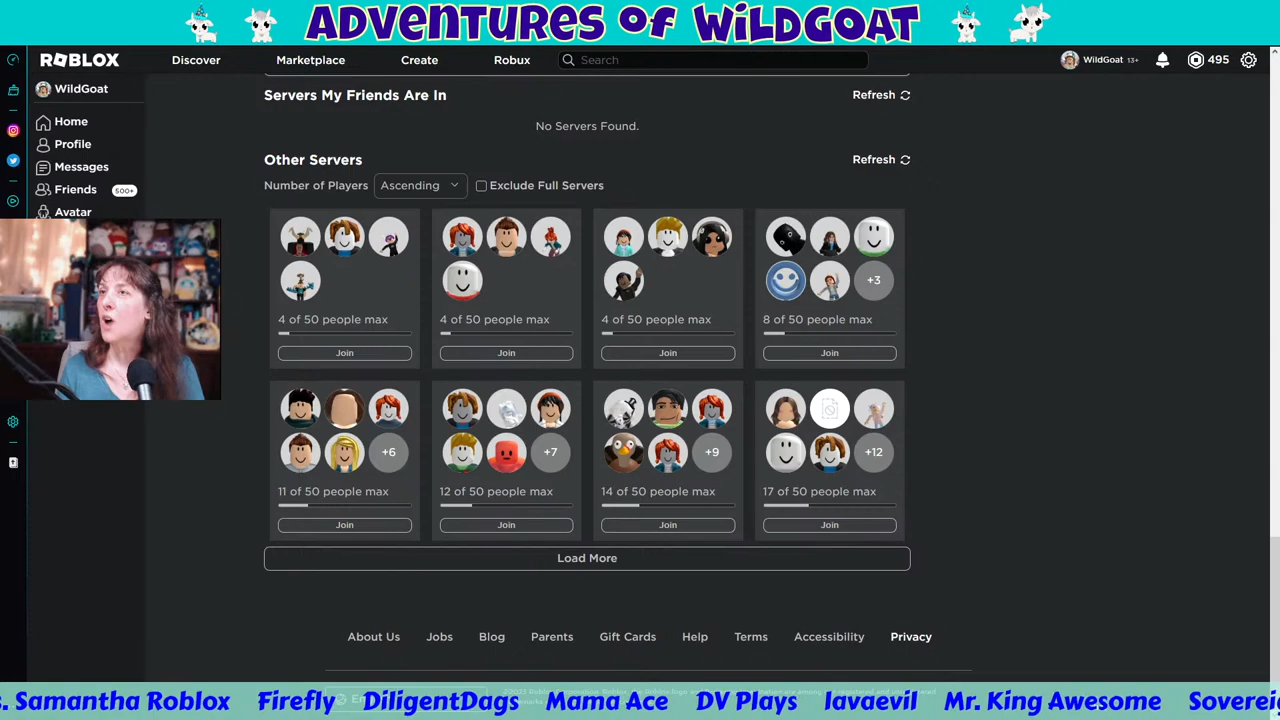 ADVENTURES OF WILDGOAT
ROBLOX Discover Marketplace Create Robux Search WildGoat 13+ 495
WildGoat
Home
Profile
Messages
Friends 500+
Avatar
Servers My Friends Are In Refresh
No Servers Found.
Other Servers Refresh
Number of Players Ascending Exclude Full Servers
+3
4 of 50 people max 4 of 50 people max 4 of 50 people max 8 of 50 people max
Join Join Join Join
+6 +7 +9 +12
11 of 50 people max 12 of 50 people max 14 of 50 people max 17 of 50 people max
Join Join Join Join
Load More
About Us Jobs Blog Parents Gift Cards Help Terms Accessibility Privacy
s. Samantha Roblox Firefly DiligentDags Mama Ace DV Plays lavaevil Mr. King Awesome Sovereig